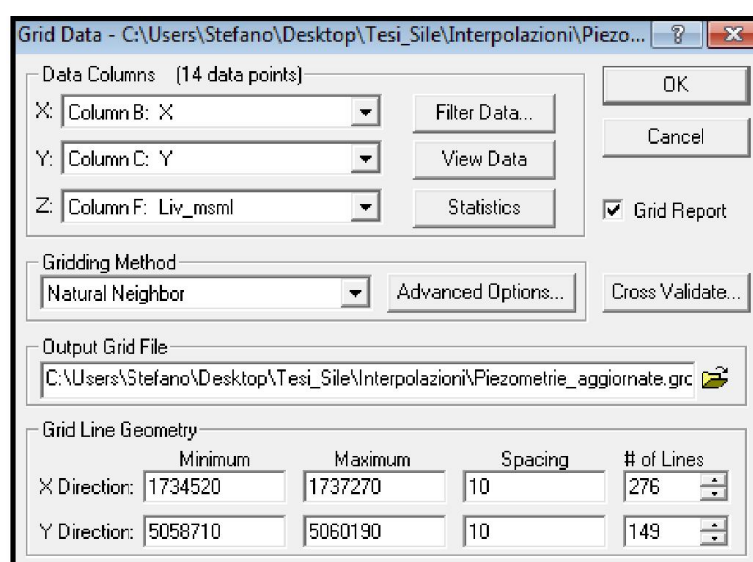 Grid Data - C:\Users\Stefano\Desktop\Tesi_Sile\Interpolazioni\Piezo...
Data Columns (14 data points)
OK
X: Column B: X
Filter Data...
Cancel
Y: Column C: Y
View Data
Z: Column F: Liv_msml
Statistics
Grid Report
Gridding Method
Natural Neighbor
Advanced Options...
Cross Validate...
Output Grid File
C:\Users\Stefano\Desktop\Tesi_Sile\Interpolazioni\Piezometrie_aggiornate.grd
Grid Line Geometry
Minimum Maximum Spacing # of Lines
X Direction: 1734520 1737270 10 276
Y Direction: 5058710 5060190 10 149